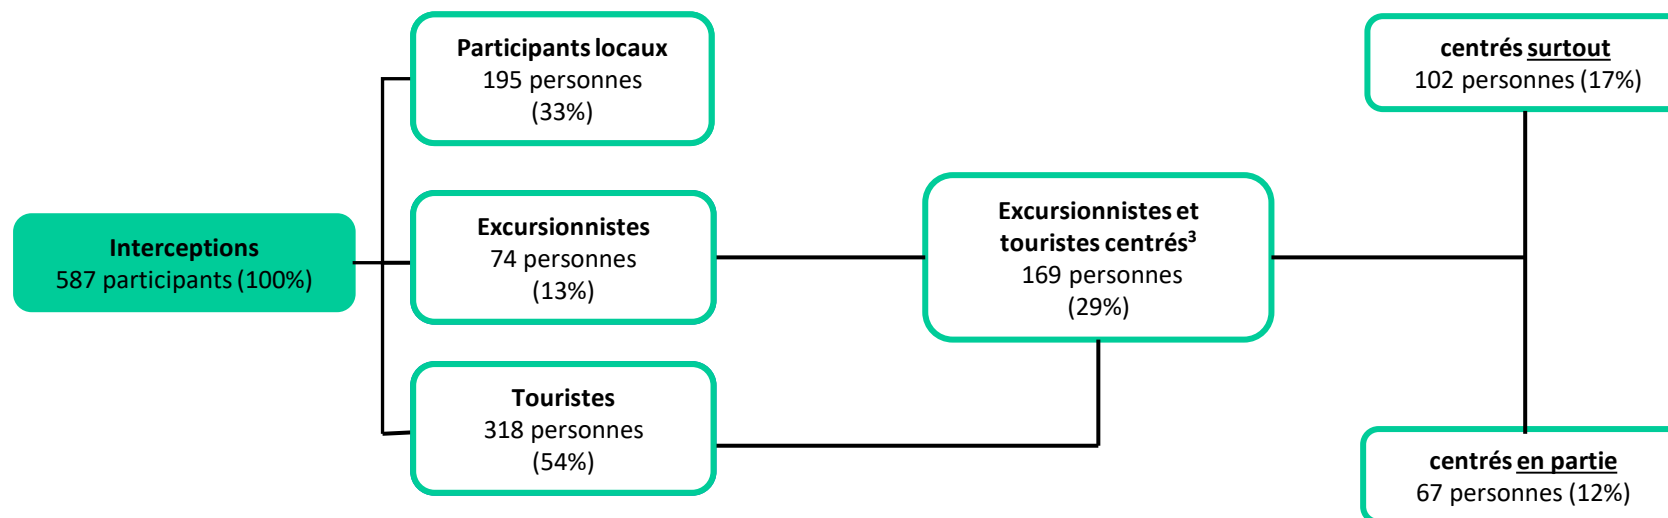 Interceptions
587 participants (100%)
Participants locaux
195 personnes
(33%)
Excursionnistes
74 personnes
(13%)
Touristes
318 personnes
(54%)
Excursionnistes et
touristes centrés³
169 personnes
(29%)
centrés surtout
102 personnes (17%)
centrés en partie
67 personnes (12%)